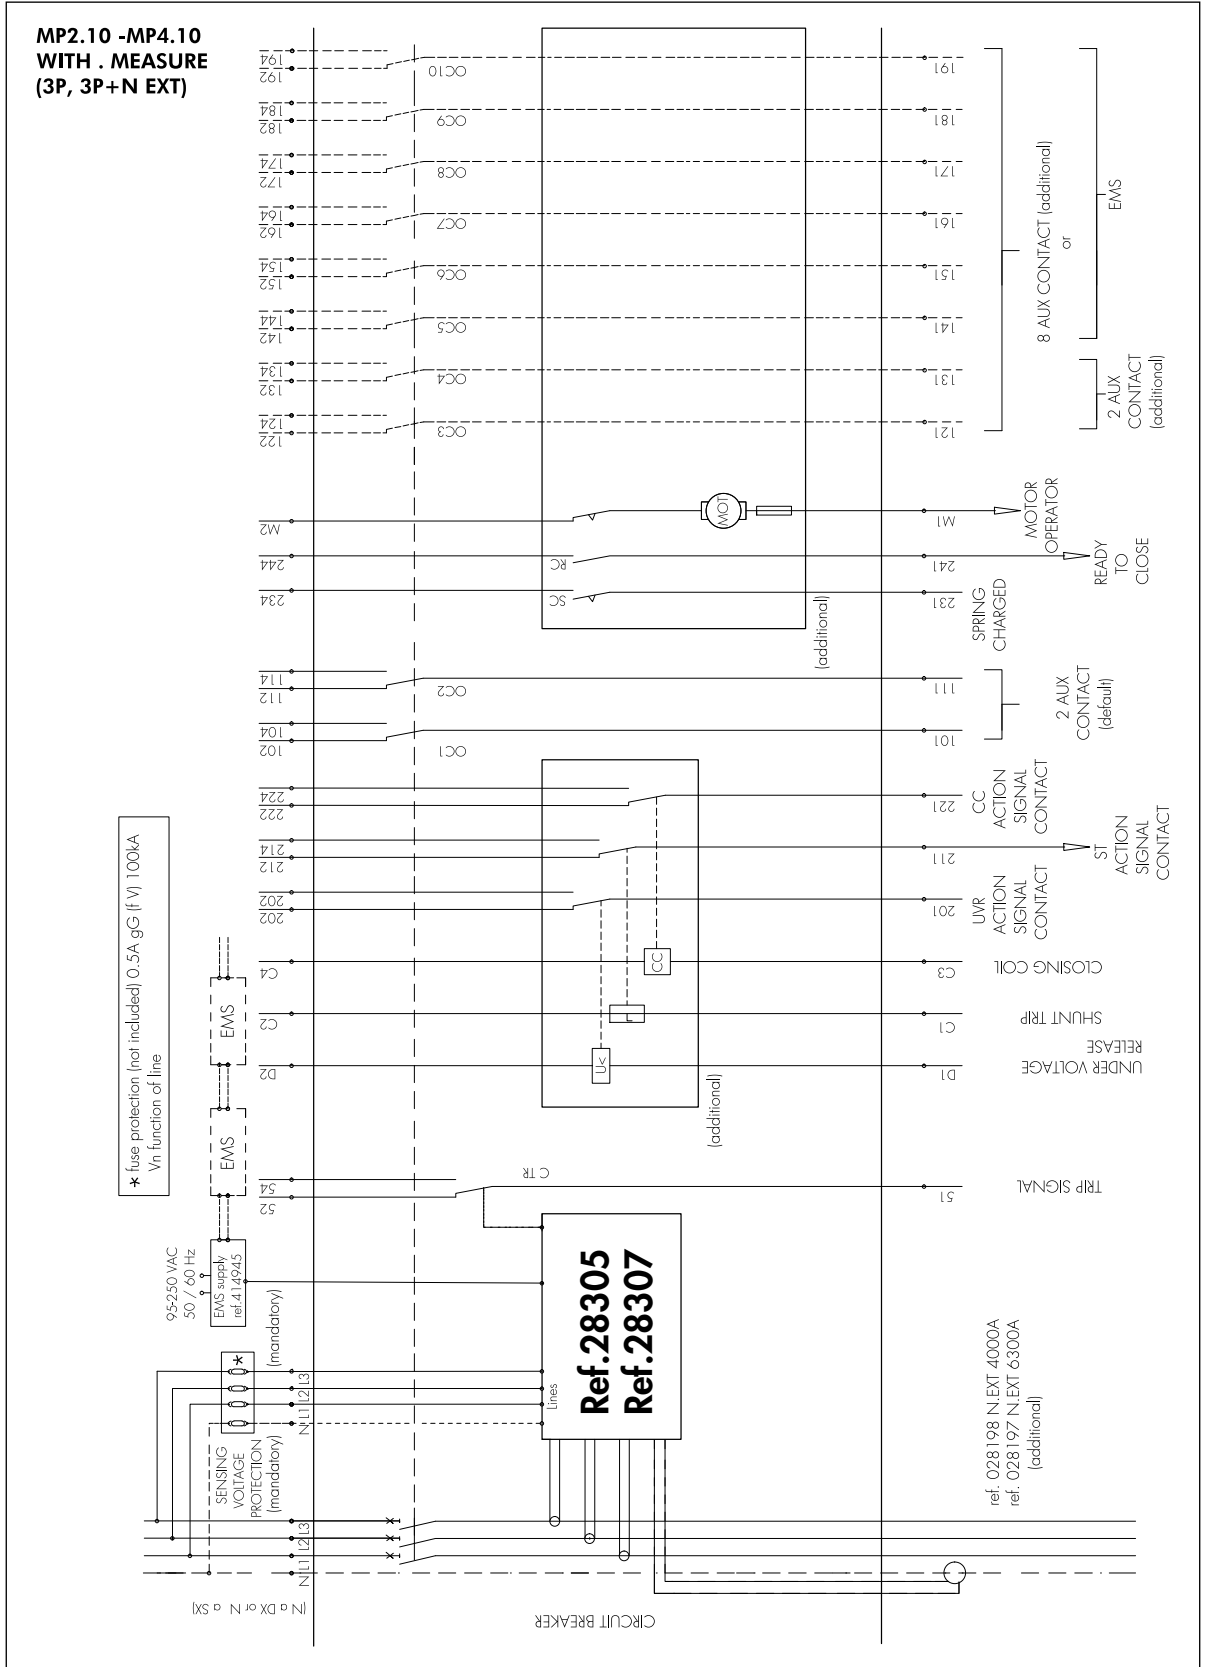 MP2.10 -MP4.10
WITH . MEASURE
(3P, 3P+N EXT)
194
192
OC10
191
184
182
OC9
181
174
172
OC8
171
164
162
OC7
161
154
152
OC6
151
144
142
OC5
141
134
132
OC4
131
124
122
OC3
121
8 AUX CONTACT (additional)
or
EMS
2 AUX
CONTACT
(additional)
M2
MOT
M1
MOTOR
OPERATOR
244
RC
241
READY
TO
CLOSE
234
SC
231
SPRING
CHARGED
(additional)
114
112
OC2
111
104
102
OC1
101
2 AUX
CONTACT
(default)
224
222
221
CC
ACTION
SIGNAL
CONTACT
214
212
211
ST
ACTION
SIGNAL
CONTACT
202
202
201
UVR
ACTION
SIGNAL
CONTACT
C4
CC
C3
CLOSING COIL
C2
L
C1
SHUNT TRIP
D2
U<
D1
UNDER VOLTAGE
RELEASE
(additional)
* fuse protection (not included) 0.5A gG (f V) 100kA
Vn function of line
EMS
EMS
54
52
C TR
51
TRIP SIGNAL
95-250 VAC
50 / 60 Hz
EMS supply
ref.414945
(mandatory)
*
N L1 L2 L3
Lines
SENSING
VOLTAGE
PROTECTION
(mandatory)
Ref.28305
Ref.28307
ref. 028198 N.EXT 4000A
ref. 028197 N.EXT 6300A
(additional)
N L1 L2 L3
(N a DX or N a SX)
CIRCUIT BREAKER